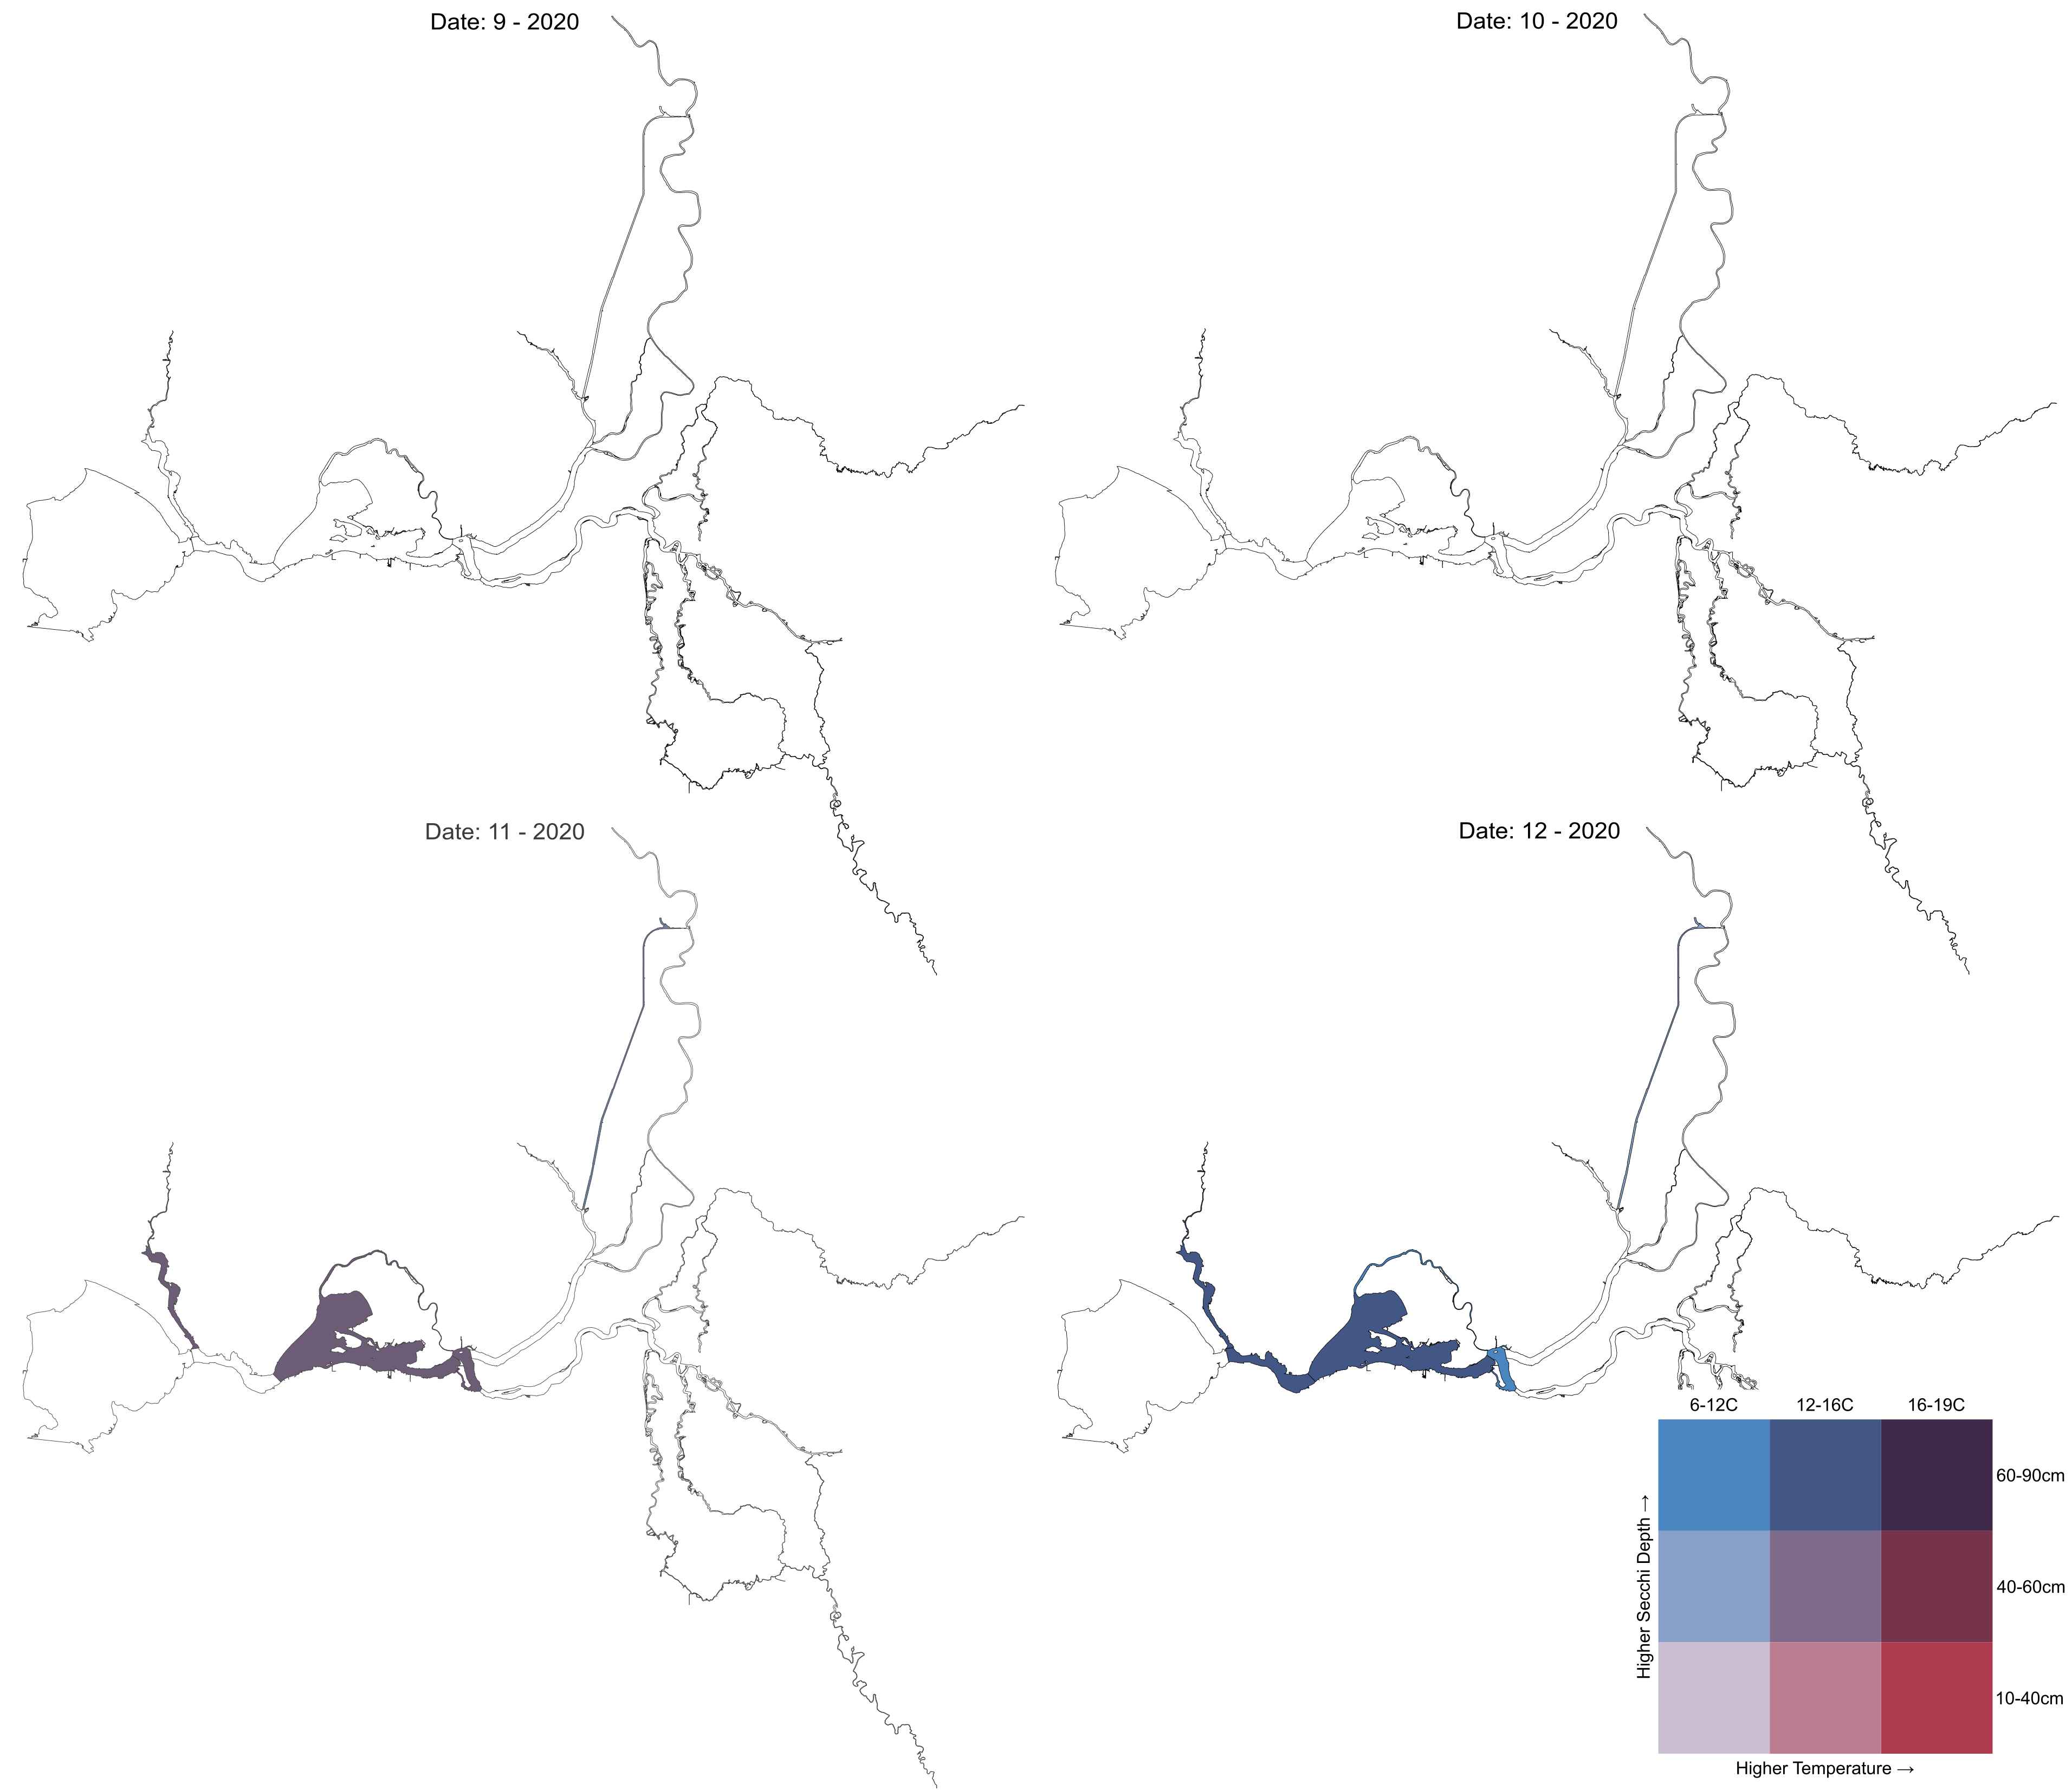 Date: 9 - 2020
Date: 10 - 2020
Date: 11 - 2020
Date: 12 - 2020
6-12C
12-16C
16-19C
60-90cm
40-60cm
10-40cm
Higher Secchi Depth →
Higher Temperature →